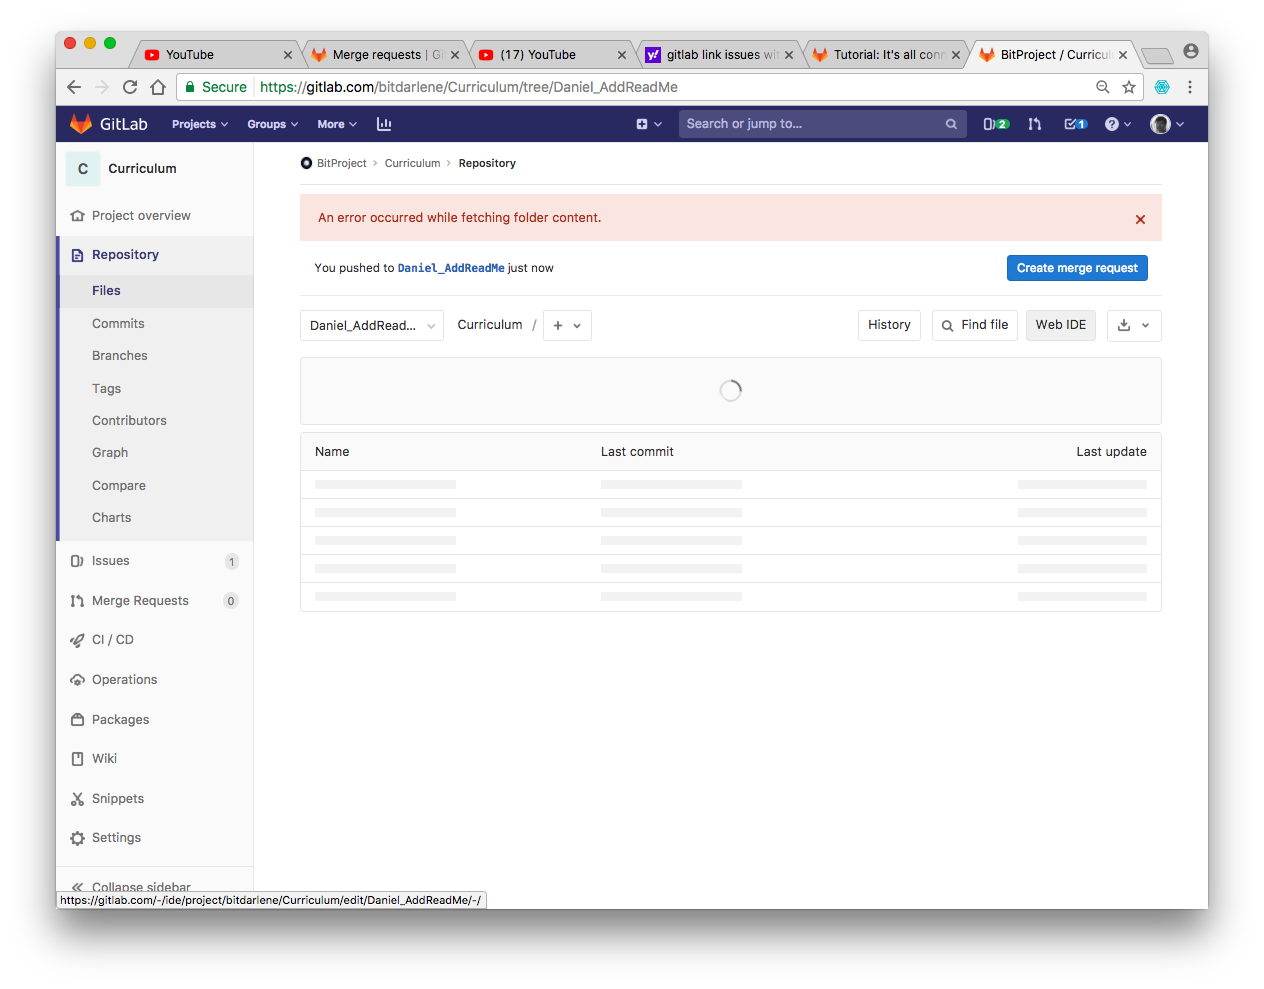 YouTube
Merge requests | Gi
(17) YouTube
gitlab link issues wit
Tutorial: It's all conn
BitProject / Curricul
Secure https://gitlab.com/bitdarlene/Curriculum/tree/Daniel_AddReadMe
GitLab Projects Groups More Search or jump to... 2 1
C Curriculum
BitProject > Curriculum > Repository
Project overview
An error occurred while fetching folder content.
Repository
You pushed to Daniel_AddReadMe just now Create merge request
Files
Daniel_AddRead... Curriculum / + History Find file Web IDE
Commits
Branches
Tags
Contributors
Graph
Compare
Charts
Name Last commit Last update
Issues 1
Merge Requests 0
CI / CD
Operations
Packages
Wiki
Snippets
Settings
Collapse sidebar
https://gitlab.com/-/ide/project/bitdarlene/Curriculum/edit/Daniel_AddReadMe/-/